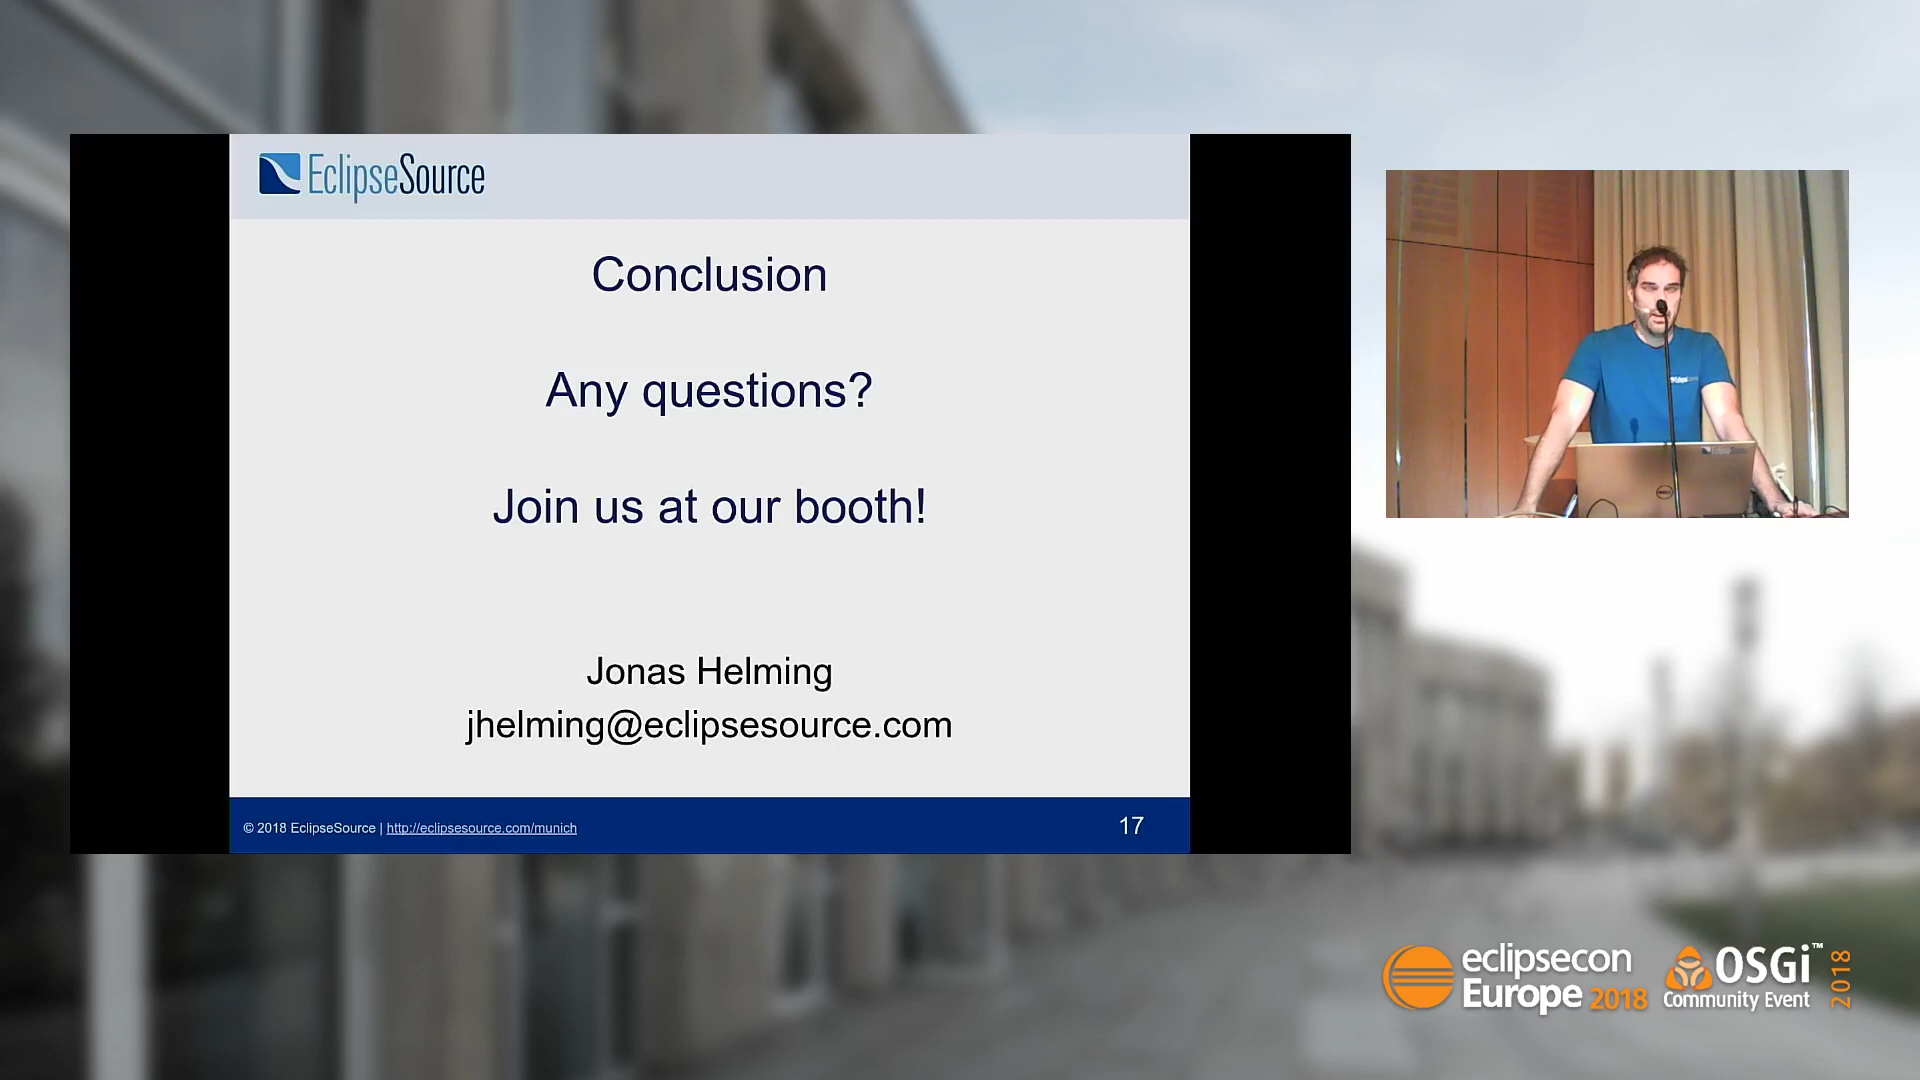 EclipseSource
Conclusion
Any questions?
Join us at our booth!
Jonas Helming
jhelming@eclipsesource.com
© 2018 EclipseSource | http://eclipsesource.com/munich
17
DELL
eclipsecon
Europe 2018
OSGi™
Community Event
2018